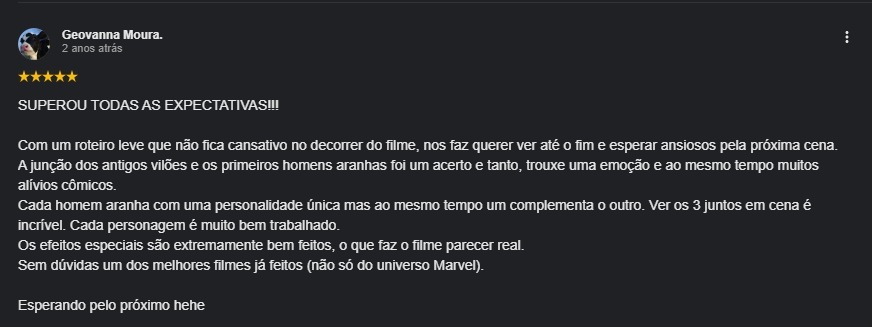 Geovanna Moura.
2 anos atrás
SUPEROU TODAS AS EXPECTATIVAS!!!
Com um roteiro leve que não fica cansativo no decorrer do filme, nos faz querer ver até o fim e esperar ansiosos pela próxima cena.
A junção dos antigos vilões e os primeiros homens aranhas foi um acerto e tanto, trouxe uma emoção e ao mesmo tempo muitos
alívios cômicos.
Cada homem aranha com uma personalidade única mas ao mesmo tempo um complementa o outro. Ver os 3 juntos em cena é
incrível. Cada personagem é muito bem trabalhado.
Os efeitos especiais são extremamente bem feitos, o que faz o filme parecer real.
Sem dúvidas um dos melhores filmes já feitos (não só do universo Marvel).
Esperando pelo próximo hehe